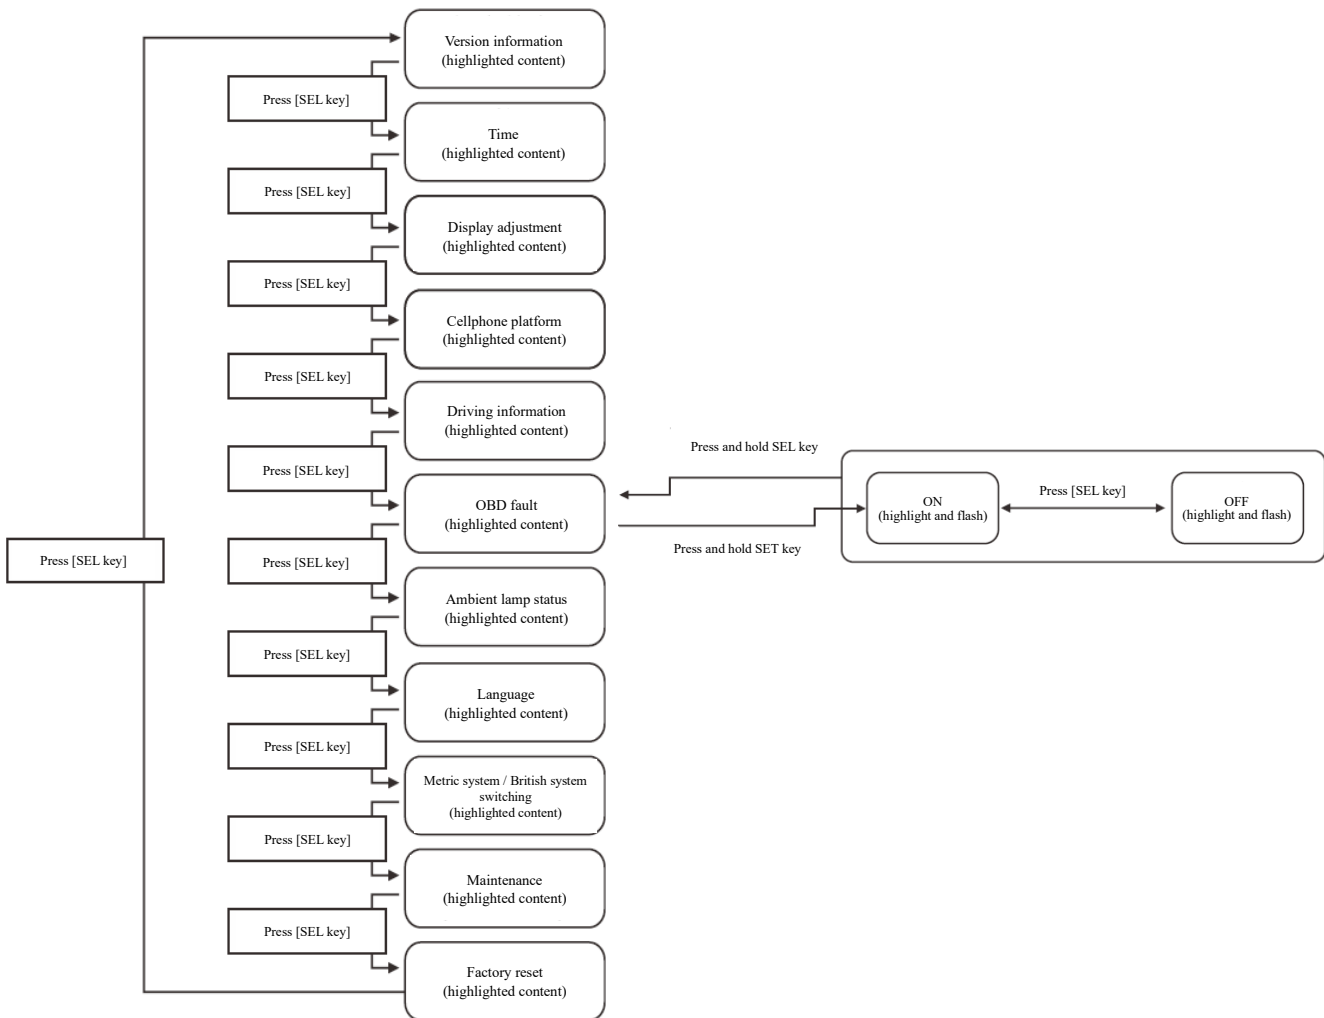 Version information
(highlighted content)
Press [SEL key]
Time
(highlighted content)
Press [SEL key]
Display adjustment
(highlighted content)
Press [SEL key]
Cellphone platform
(highlighted content)
Press [SEL key]
Driving information
(highlighted content)
Press [SEL key]
OBD fault
(highlighted content)
Press and hold SEL key
Press and hold SET key
ON
(highlight and flash)
Press [SEL key]
OFF
(highlight and flash)
Press [SEL key]
Press [SEL key]
Ambient lamp status
(highlighted content)
Press [SEL key]
Language
(highlighted content)
Press [SEL key]
Metric system / British system
switching
(highlighted content)
Press [SEL key]
Maintenance
(highlighted content)
Press [SEL key]
Factory reset
(highlighted content)